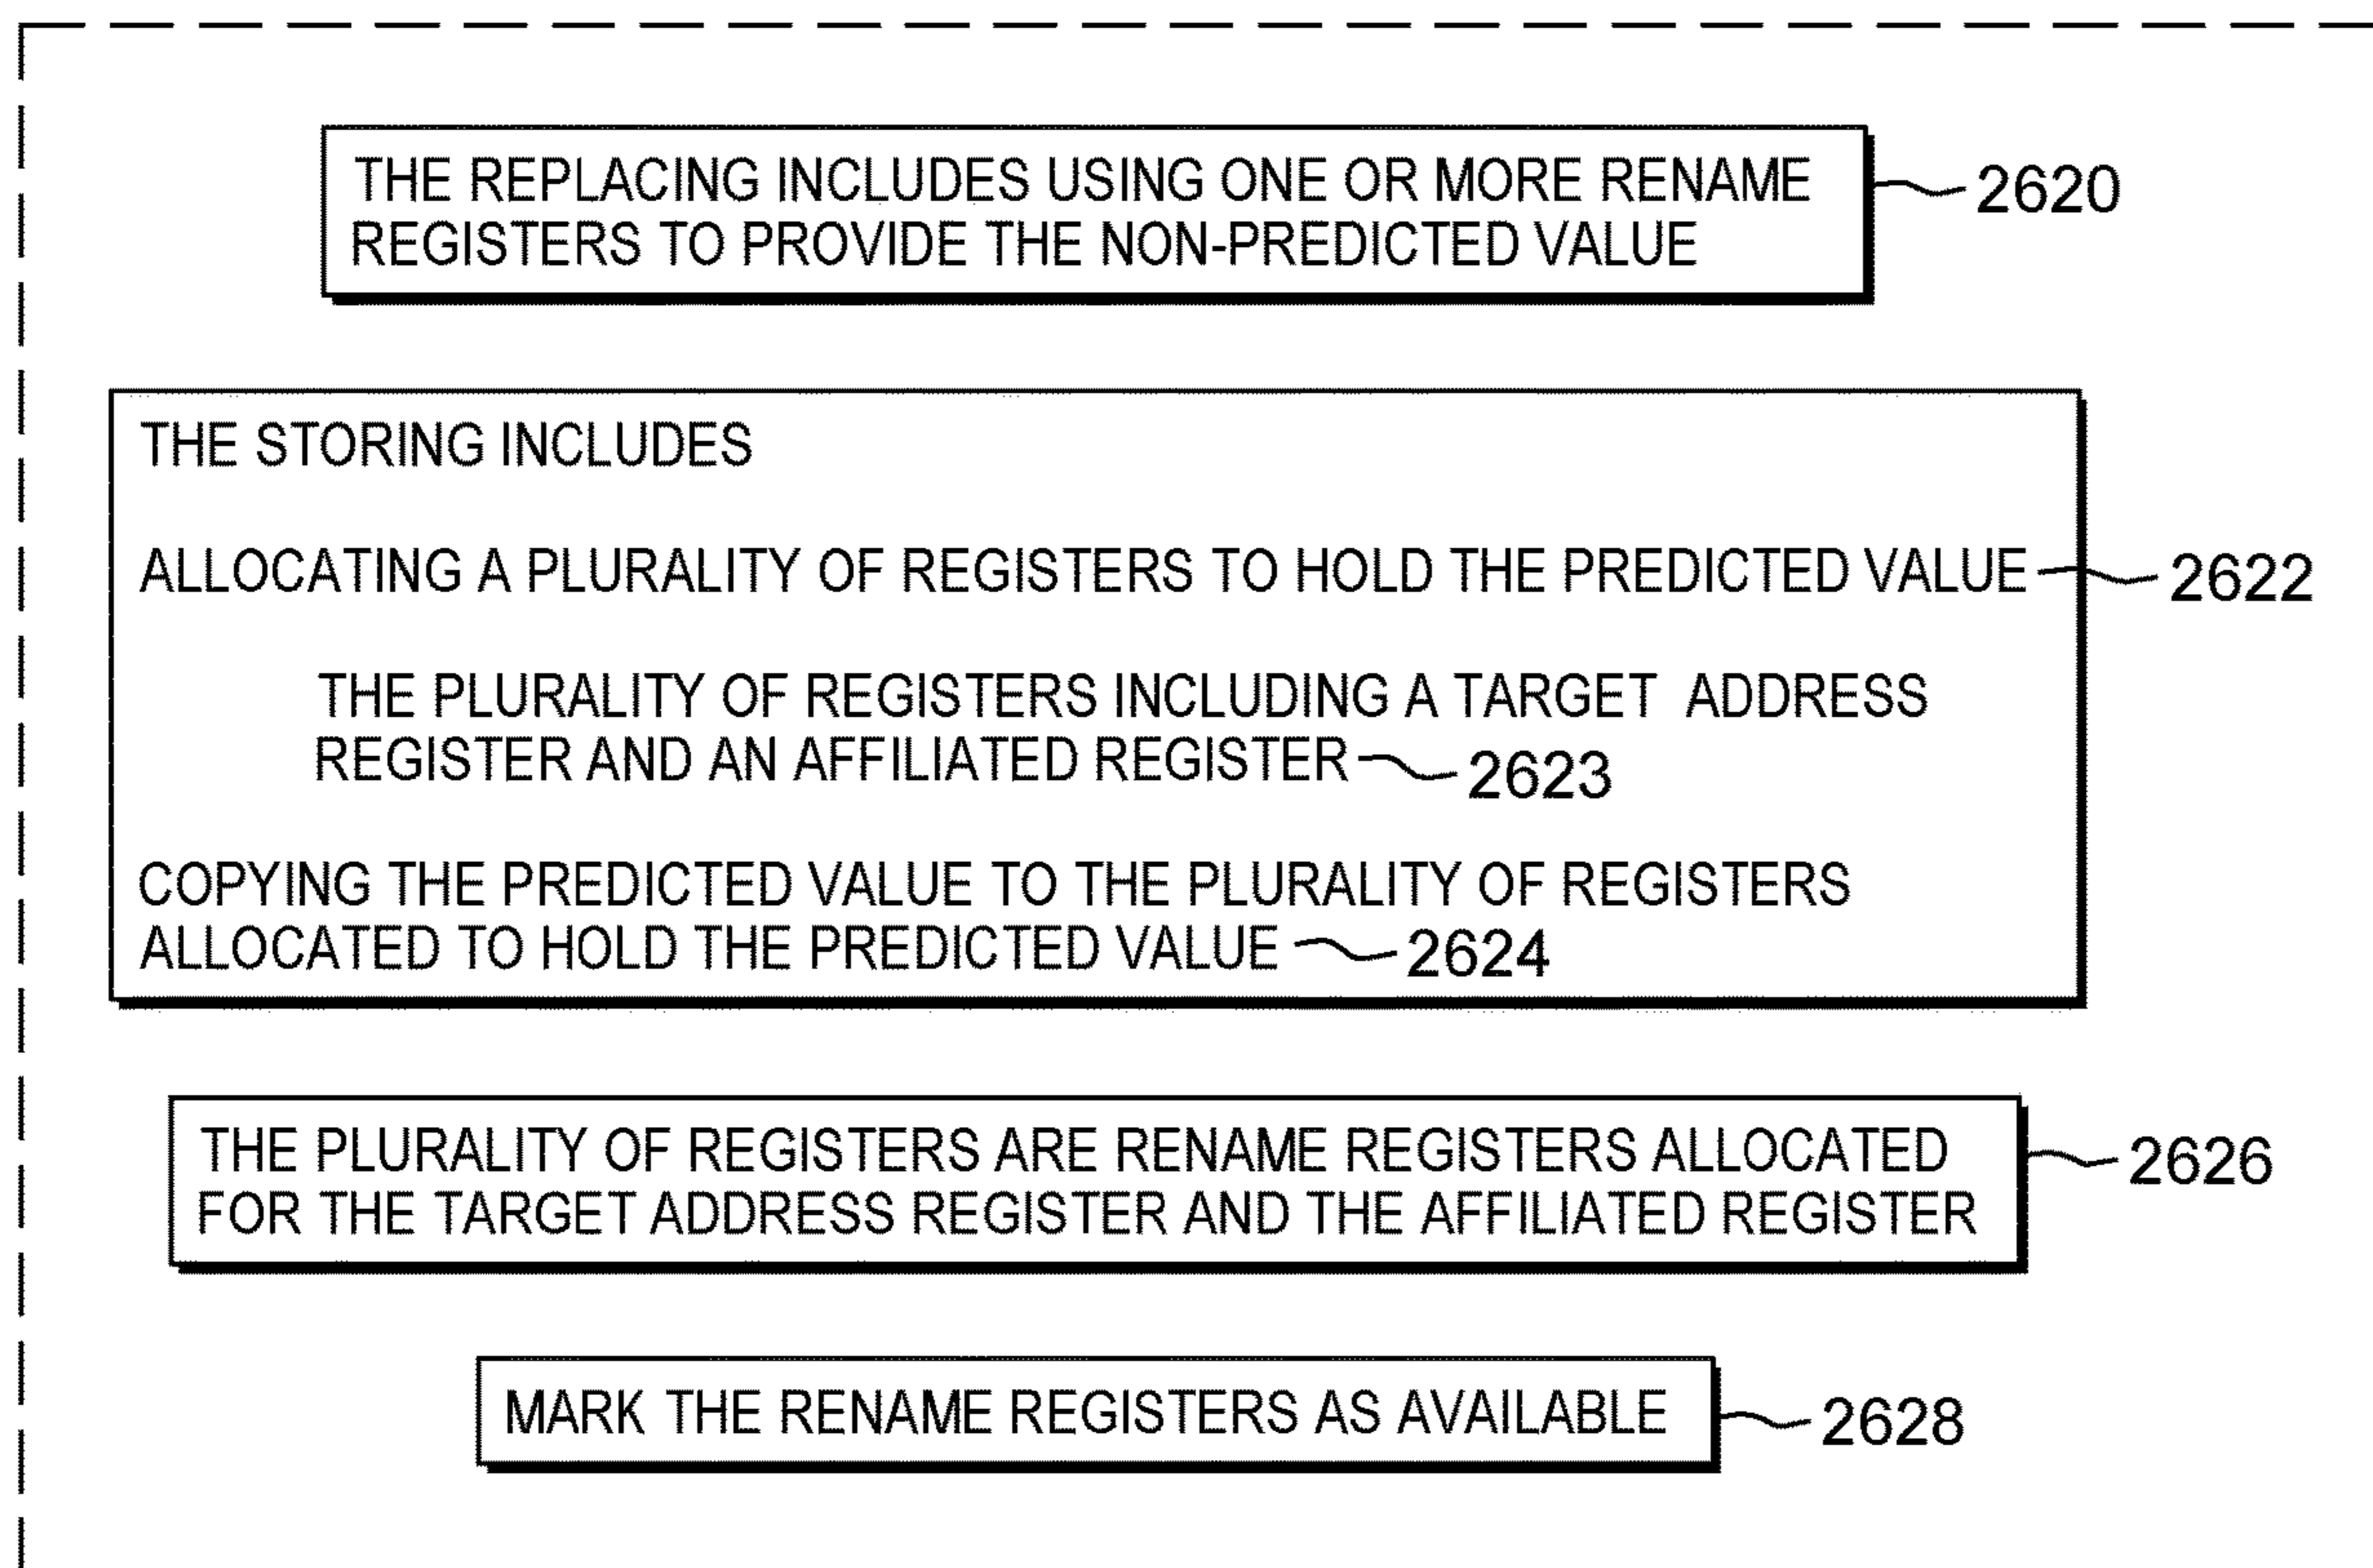 THE REPLACING INCLUDES USING ONE OR MORE RENAME 2620
REGISTERS TO PROVIDE THE NON-PREDICTED VALUE
THE STORING INCLUDES
ALLOCATING A PLURALITY OF REGISTERS TO HOLD THE PREDICTED VALUE 2622
THE PLURALITY OF REGISTERS INCLUDING A TARGET ADDRESS
REGISTER AND AN AFFILIATED REGISTER 2623
COPYING THE PREDICTED VALUE TO THE PLURALITY OF REGISTERS
ALLOCATED TO HOLD THE PREDICTED VALUE 2624
THE PLURALITY OF REGISTERS ARE RENAME REGISTERS ALLOCATED 2626
FOR THE TARGET ADDRESS REGISTER AND THE AFFILIATED REGISTER
MARK THE RENAME REGISTERS AS AVAILABLE 2628